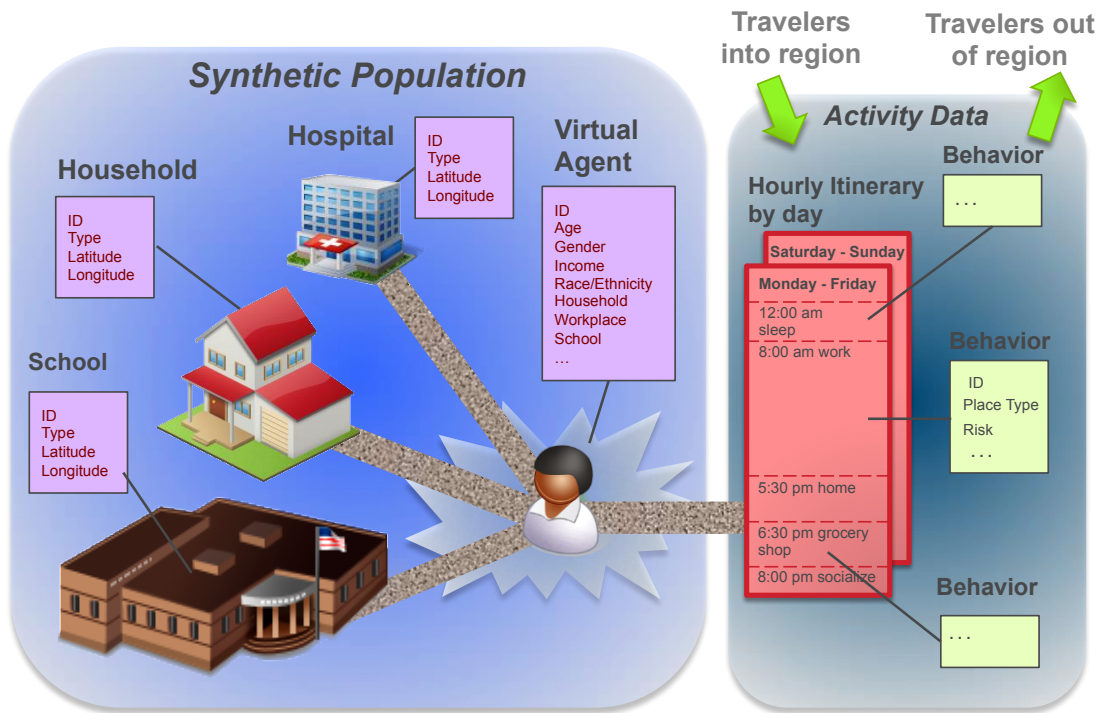 Travelers
into region
Travelers out
of region
Synthetic Population
Hospital
ID
Type
Latitude
Longitude
Virtual
Agent
ID
Age
Gender
Income
Race/Ethnicity
Household
Workplace
School
...
Household
ID
Type
Latitude
Longitude
School
ID
Type
Latitude
Longitude
Activity Data
Hourly Itinerary
by day
Saturday - Sunday
Monday - Friday
12:00 am
sleep
8:00 am work
5:30 pm home
6:30 pm grocery
shop
8:00 pm socialize
Behavior
...
Behavior
ID
Place Type
Risk
...
Behavior
...